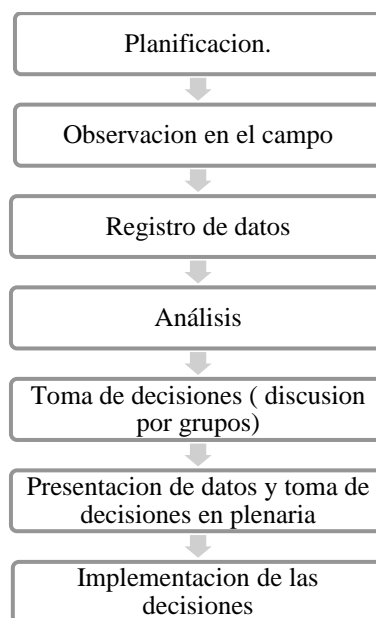 Planificacion.
Observacion en el campo
Registro de datos
Análisis
Toma de decisiones ( discusion
por grupos)
Presentacion de datos y toma de
decisiones en plenaria
Implementacion de las
decisiones